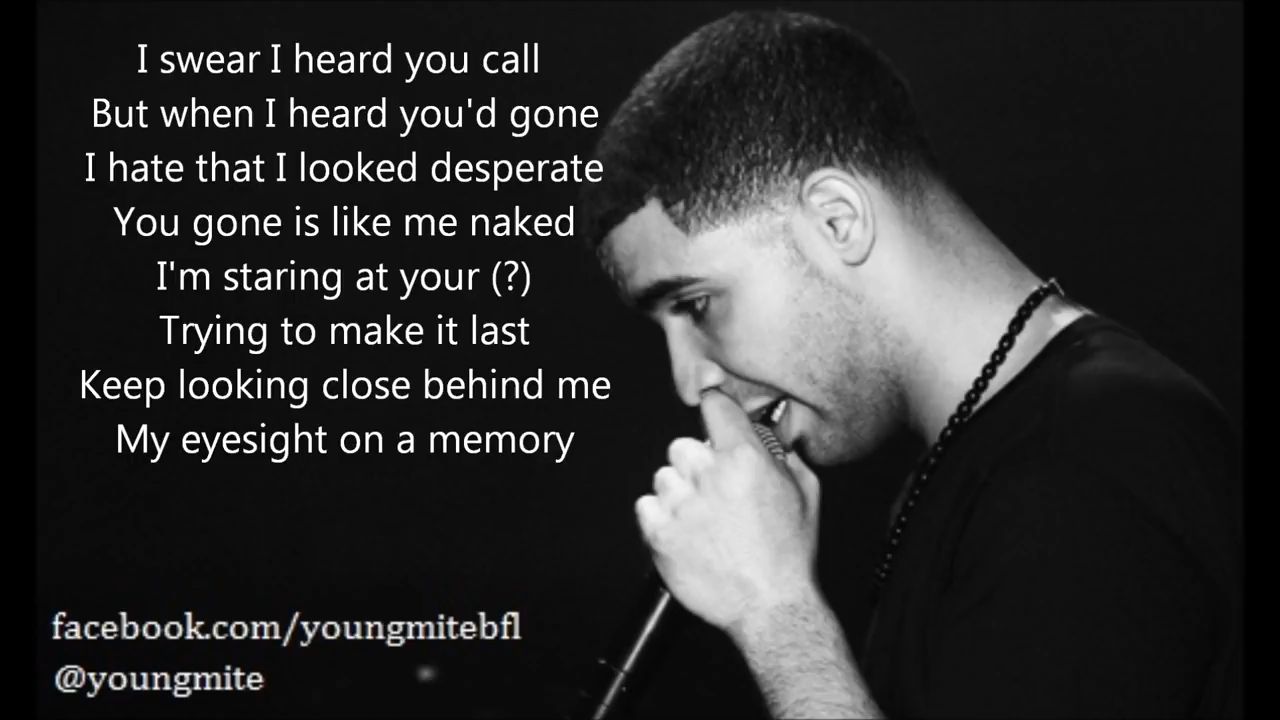 I swear I heard you call
But when I heard you'd gone
I hate that I looked desperate
You gone is like me naked
I'm staring at your (?)
Trying to make it last
Keep looking close behind me
My eyesight on a memory
facebook.com/youngmitebfl
@youngmite